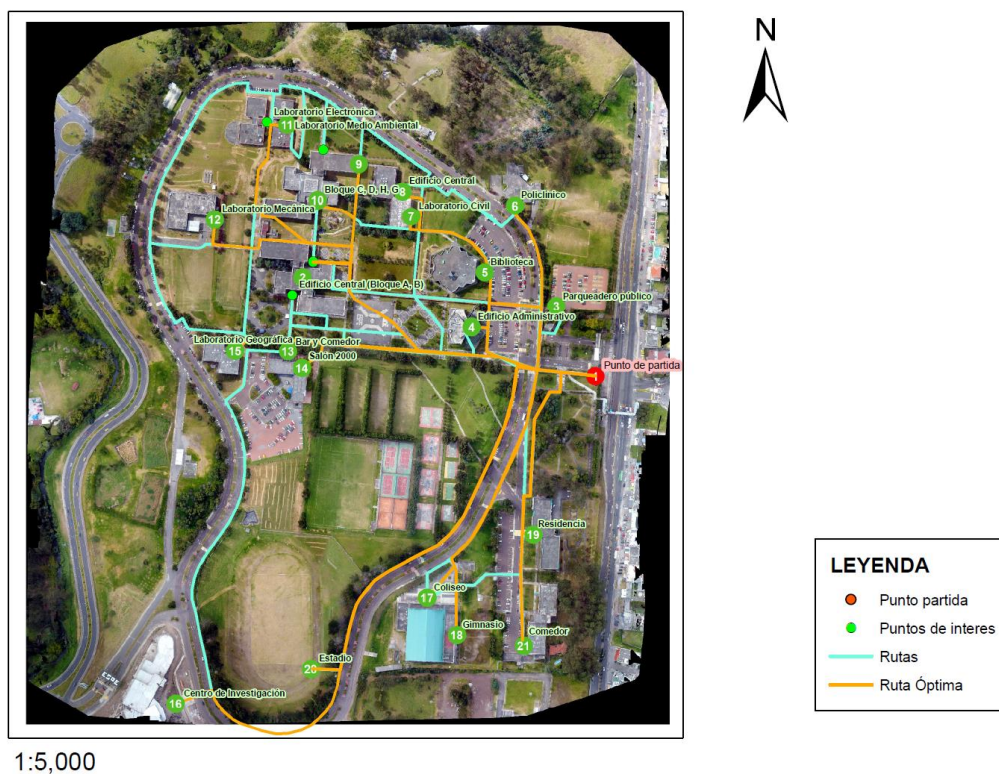 N
Laboratorio Electrónica
11
Laboratorio Medio Ambiental
9
8
Edificio Central
10
Bloque C, D, H, G
Policlínico
6
12
Laboratorio Mecánica
7
Laboratorio Civil
5
Biblioteca
2
Edificio Central (Bloque A, B)
3
Parqueadero público
4
Edificio Administrativo
Laboratorio Geográfica
15
Bar y Comedor
13
Salon 2000
14
Punto de partida
19
Residencia
17
Coliseo
18
Gimnasio
21
Comedor
20
Estadio
16
Centro de Investigación
LEYENDA
Punto partida
Puntos de interes
Rutas
Ruta Óptima
1:5,000